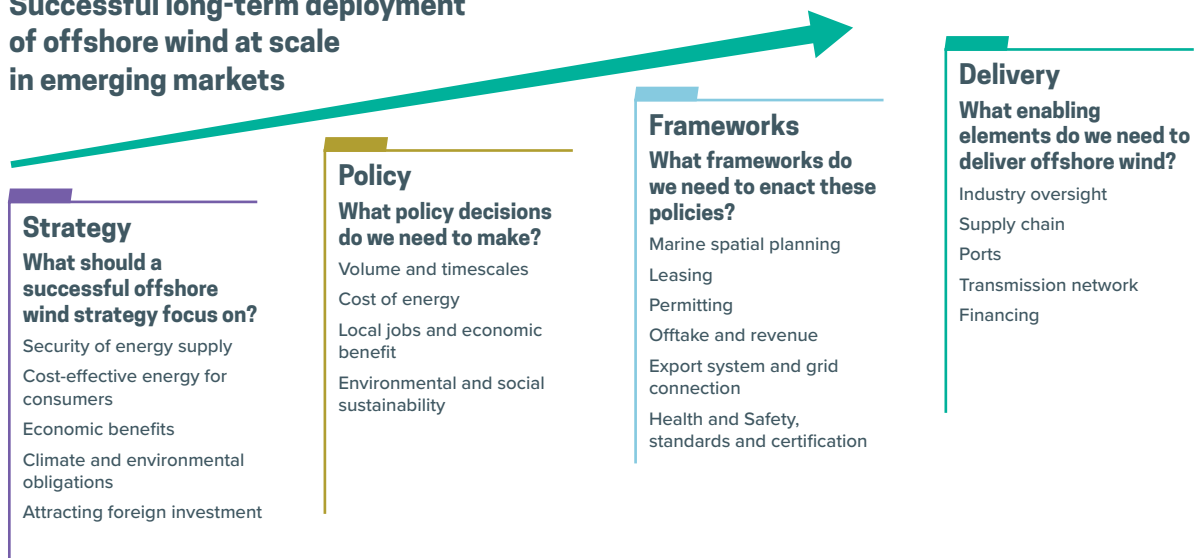 Successful long-term deployment
of offshore wind at scale
in emerging markets
Strategy
What should a
successful offshore
wind strategy focus on?
Security of energy supply
Cost-effective energy for
consumers
Economic benefits
Climate and environmental
obligations
Attracting foreign investment
Policy
What policy decisions
do we need to make?
Volume and timescales
Cost of energy
Local jobs and economic
benefit
Environmental and social
sustainability
Frameworks
What frameworks do
we need to enact these
policies?
Marine spatial planning
Leasing
Permitting
Offtake and revenue
Export system and grid
connection
Health and Safety,
standards and certification
Delivery
What enabling
elements do we need to
deliver offshore wind?
Industry oversight
Supply chain
Ports
Transmission network
Financing